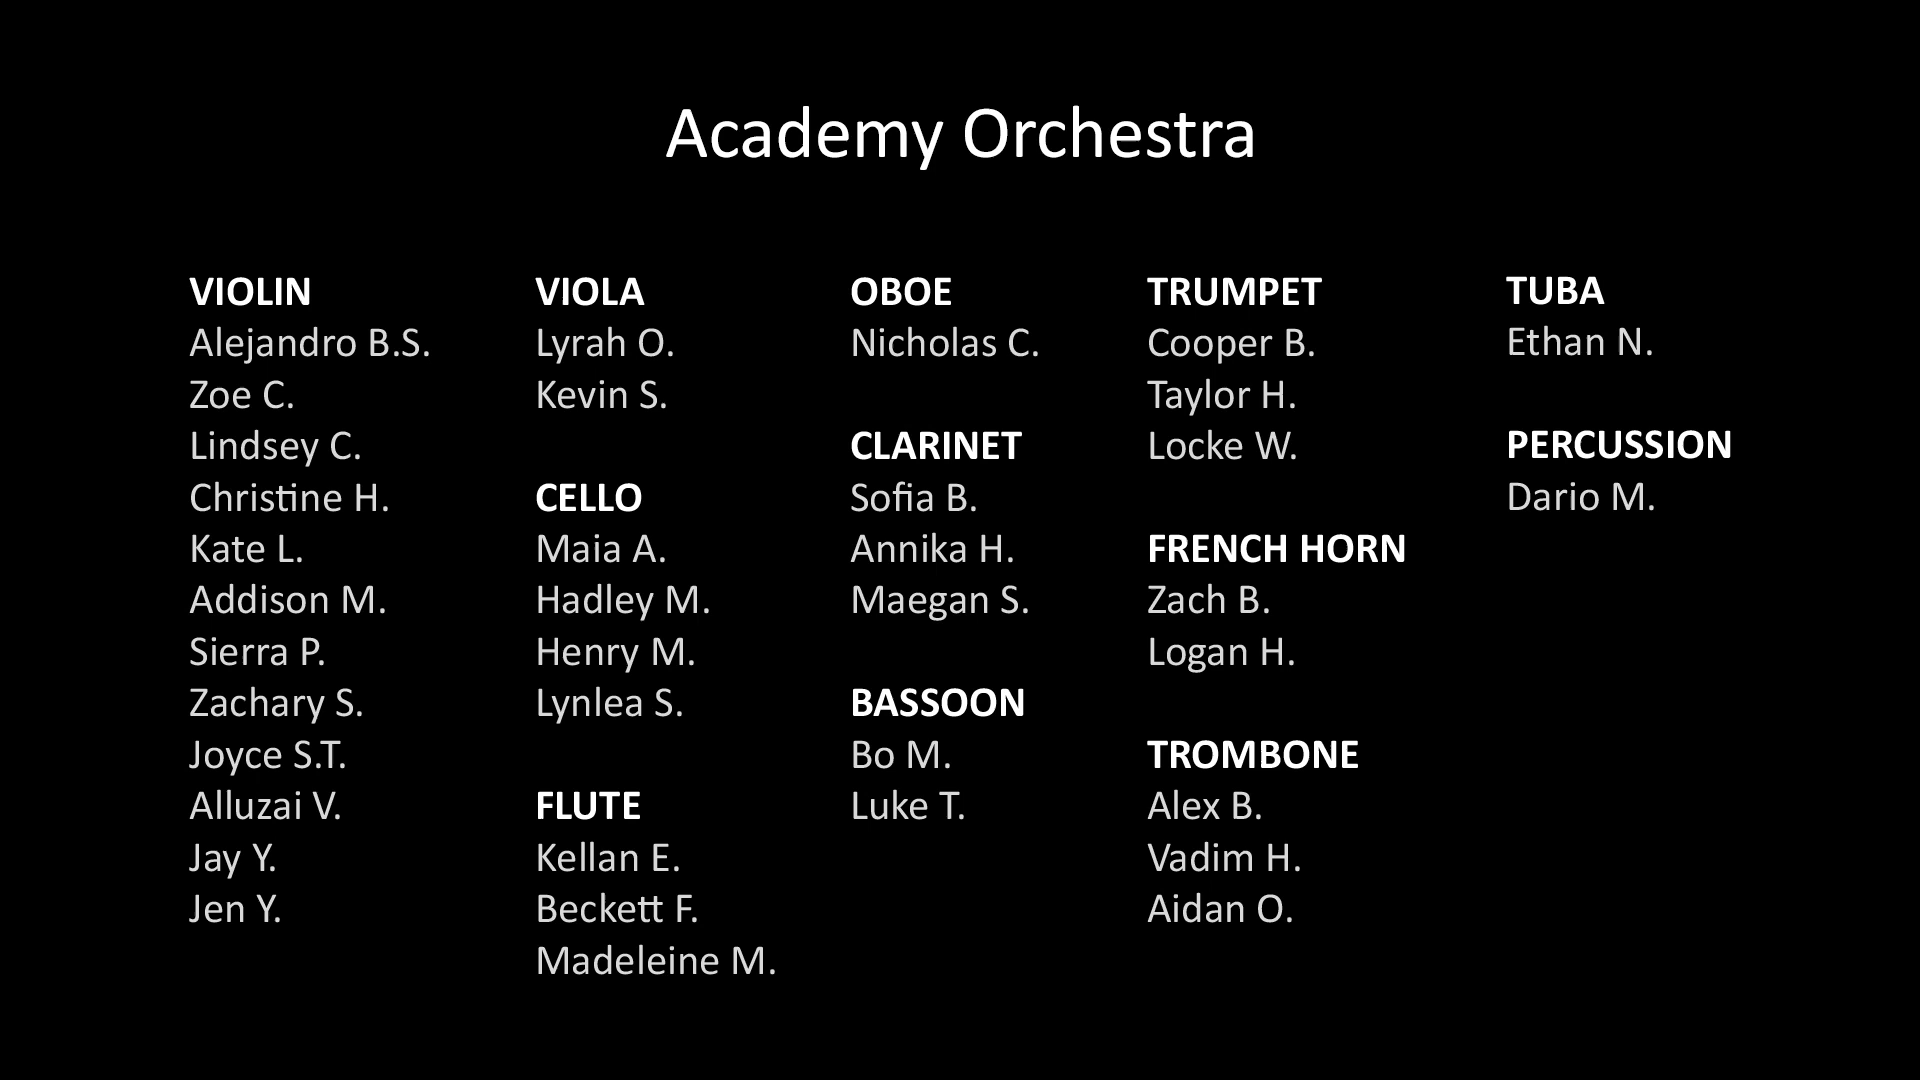 Academy Orchestra
VIOLIN
Alejandro B.S.
Zoe C.
Lindsey C.
Christine H.
Kate L.
Addison M.
Sierra P.
Zachary S.
Joyce S.T.
Alluzai V.
Jay Y.
Jen Y.
VIOLA
Lyrah O.
Kevin S.
CELLO
Maia A.
Hadley M.
Henry M.
Lynlea S.
FLUTE
Kellan E.
Beckett F.
Madeleine M.
OBOE
Nicholas C.
CLARINET
Sofia B.
Annika H.
Maegan S.
BASSOON
Bo M.
Luke T.
TRUMPET
Cooper B.
Taylor H.
Locke W.
FRENCH HORN
Zach B.
Logan H.
TROMBONE
Alex B.
Vadim H.
Aidan O.
TUBA
Ethan N.
PERCUSSION
Dario M.